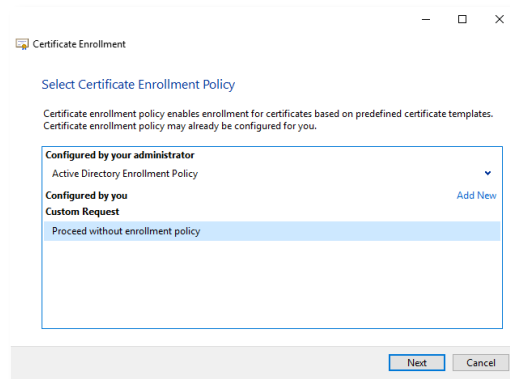 Certificate Enrollment
Select Certificate Enrollment Policy
Certificate enrollment policy enables enrollment for certificates based on predefined certificate templates.
Certificate enrollment policy may already be configured for you.
Configured by your administrator
Active Directory Enrollment Policy
Configured by you Add New
Custom Request
Proceed without enrollment policy
Next Cancel